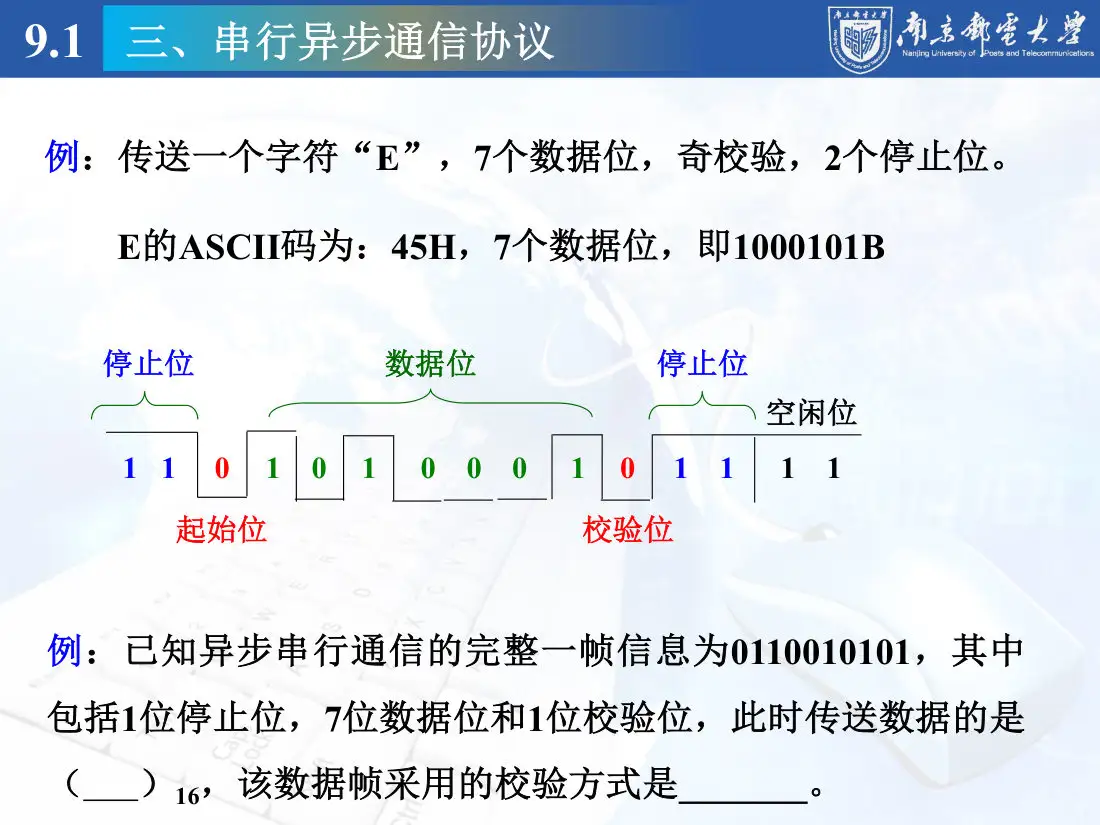 9.1 三、串行异步通信协议
南京邮电大学
Nanjing University of Posts and Telecommunications
例：传送一个字符“E”，7个数据位，奇校验，2个停止位。
E的ASCII码为：45H，7个数据位，即1000101B
停止位 数据位 停止位
空闲位
1 1 0 1 0 1 0 0 0 1 0 1 1 1 1
起始位 校验位
例：已知异步串行通信的完整一帧信息为0110010101，其中
包括1位停止位，7位数据位和1位校验位，此时传送数据的是
（___）16，该数据帧采用的校验方式是_______。